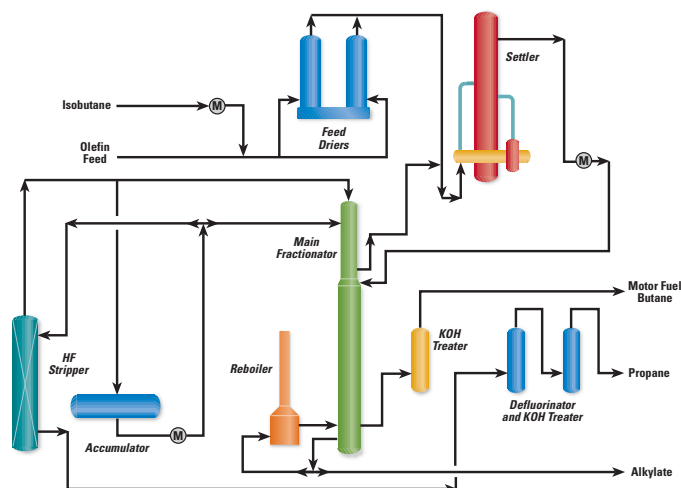 Settler
Isobutane
M
Feed
Driers
Olefin
Feed
M
Main
Fractionator
Motor Fuel
Butane
KOH
Treater
HF
Stripper
Reboiler
Propane
Defluorinator
and KOH Treater
Accumulator
M
Alkylate